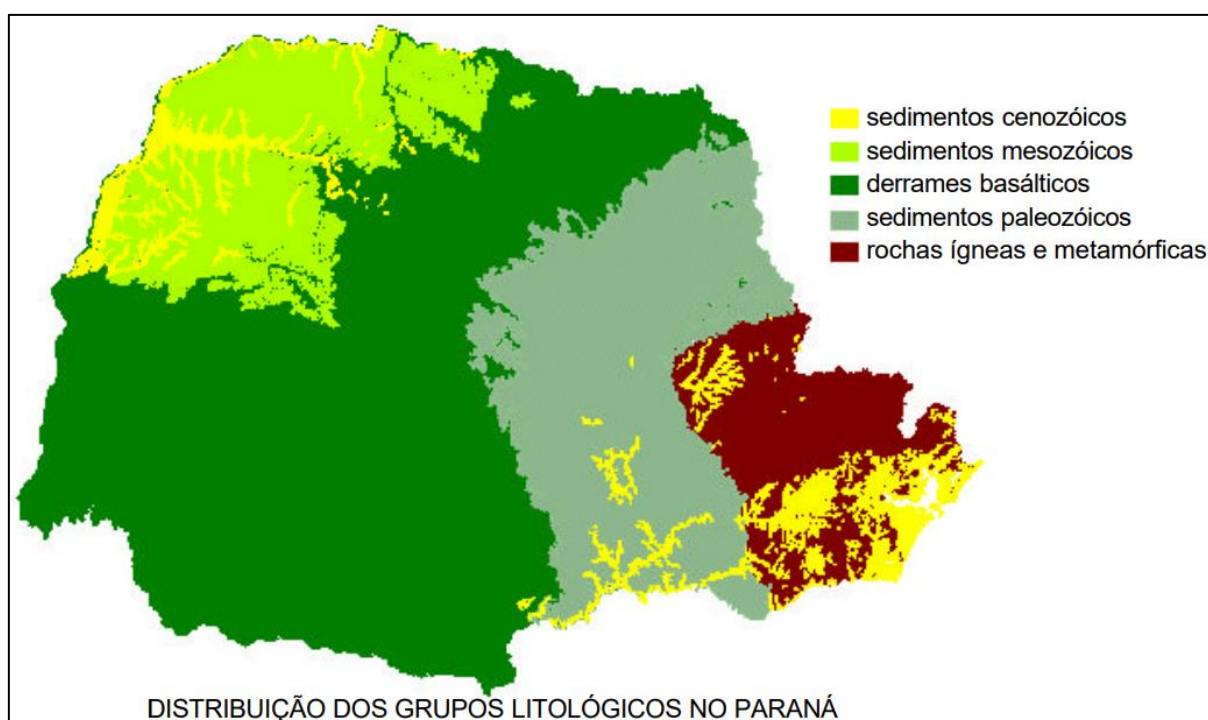 sedimentos cenozóicos
sedimentos mesozóicos
derrames basálticos
sedimentos paleozóicos
rochas ígneas e metamórficas
DISTRIBUIÇÃO DOS GRUPOS LITOLÓGICOS NO PARANÁ